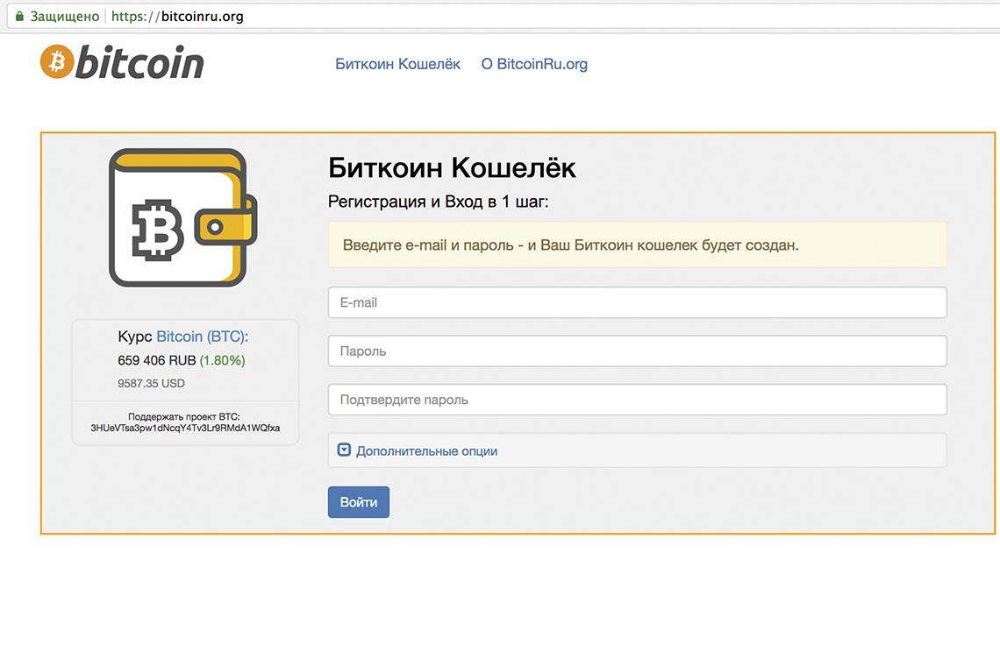 Защищено https://bitcoinru.org
bitcoin
Биткоин Кошелёк О BitcoinRu.org
Биткоин Кошелёк
Регистрация и Вход в 1 шаг:
Введите e-mail и пароль - и Ваш Биткоин кошелек будет создан.
E-mail
Пароль
Подтвердите пароль
Дополнительные опции
Войти
Курс Bitcoin (BTC):
659 406 RUB (1.80%)
9587.35 USD
Поддержать проект BTC:
3HUeVTsa3pw1dNcqY4Tv3Lr9RMdA1WQfxa